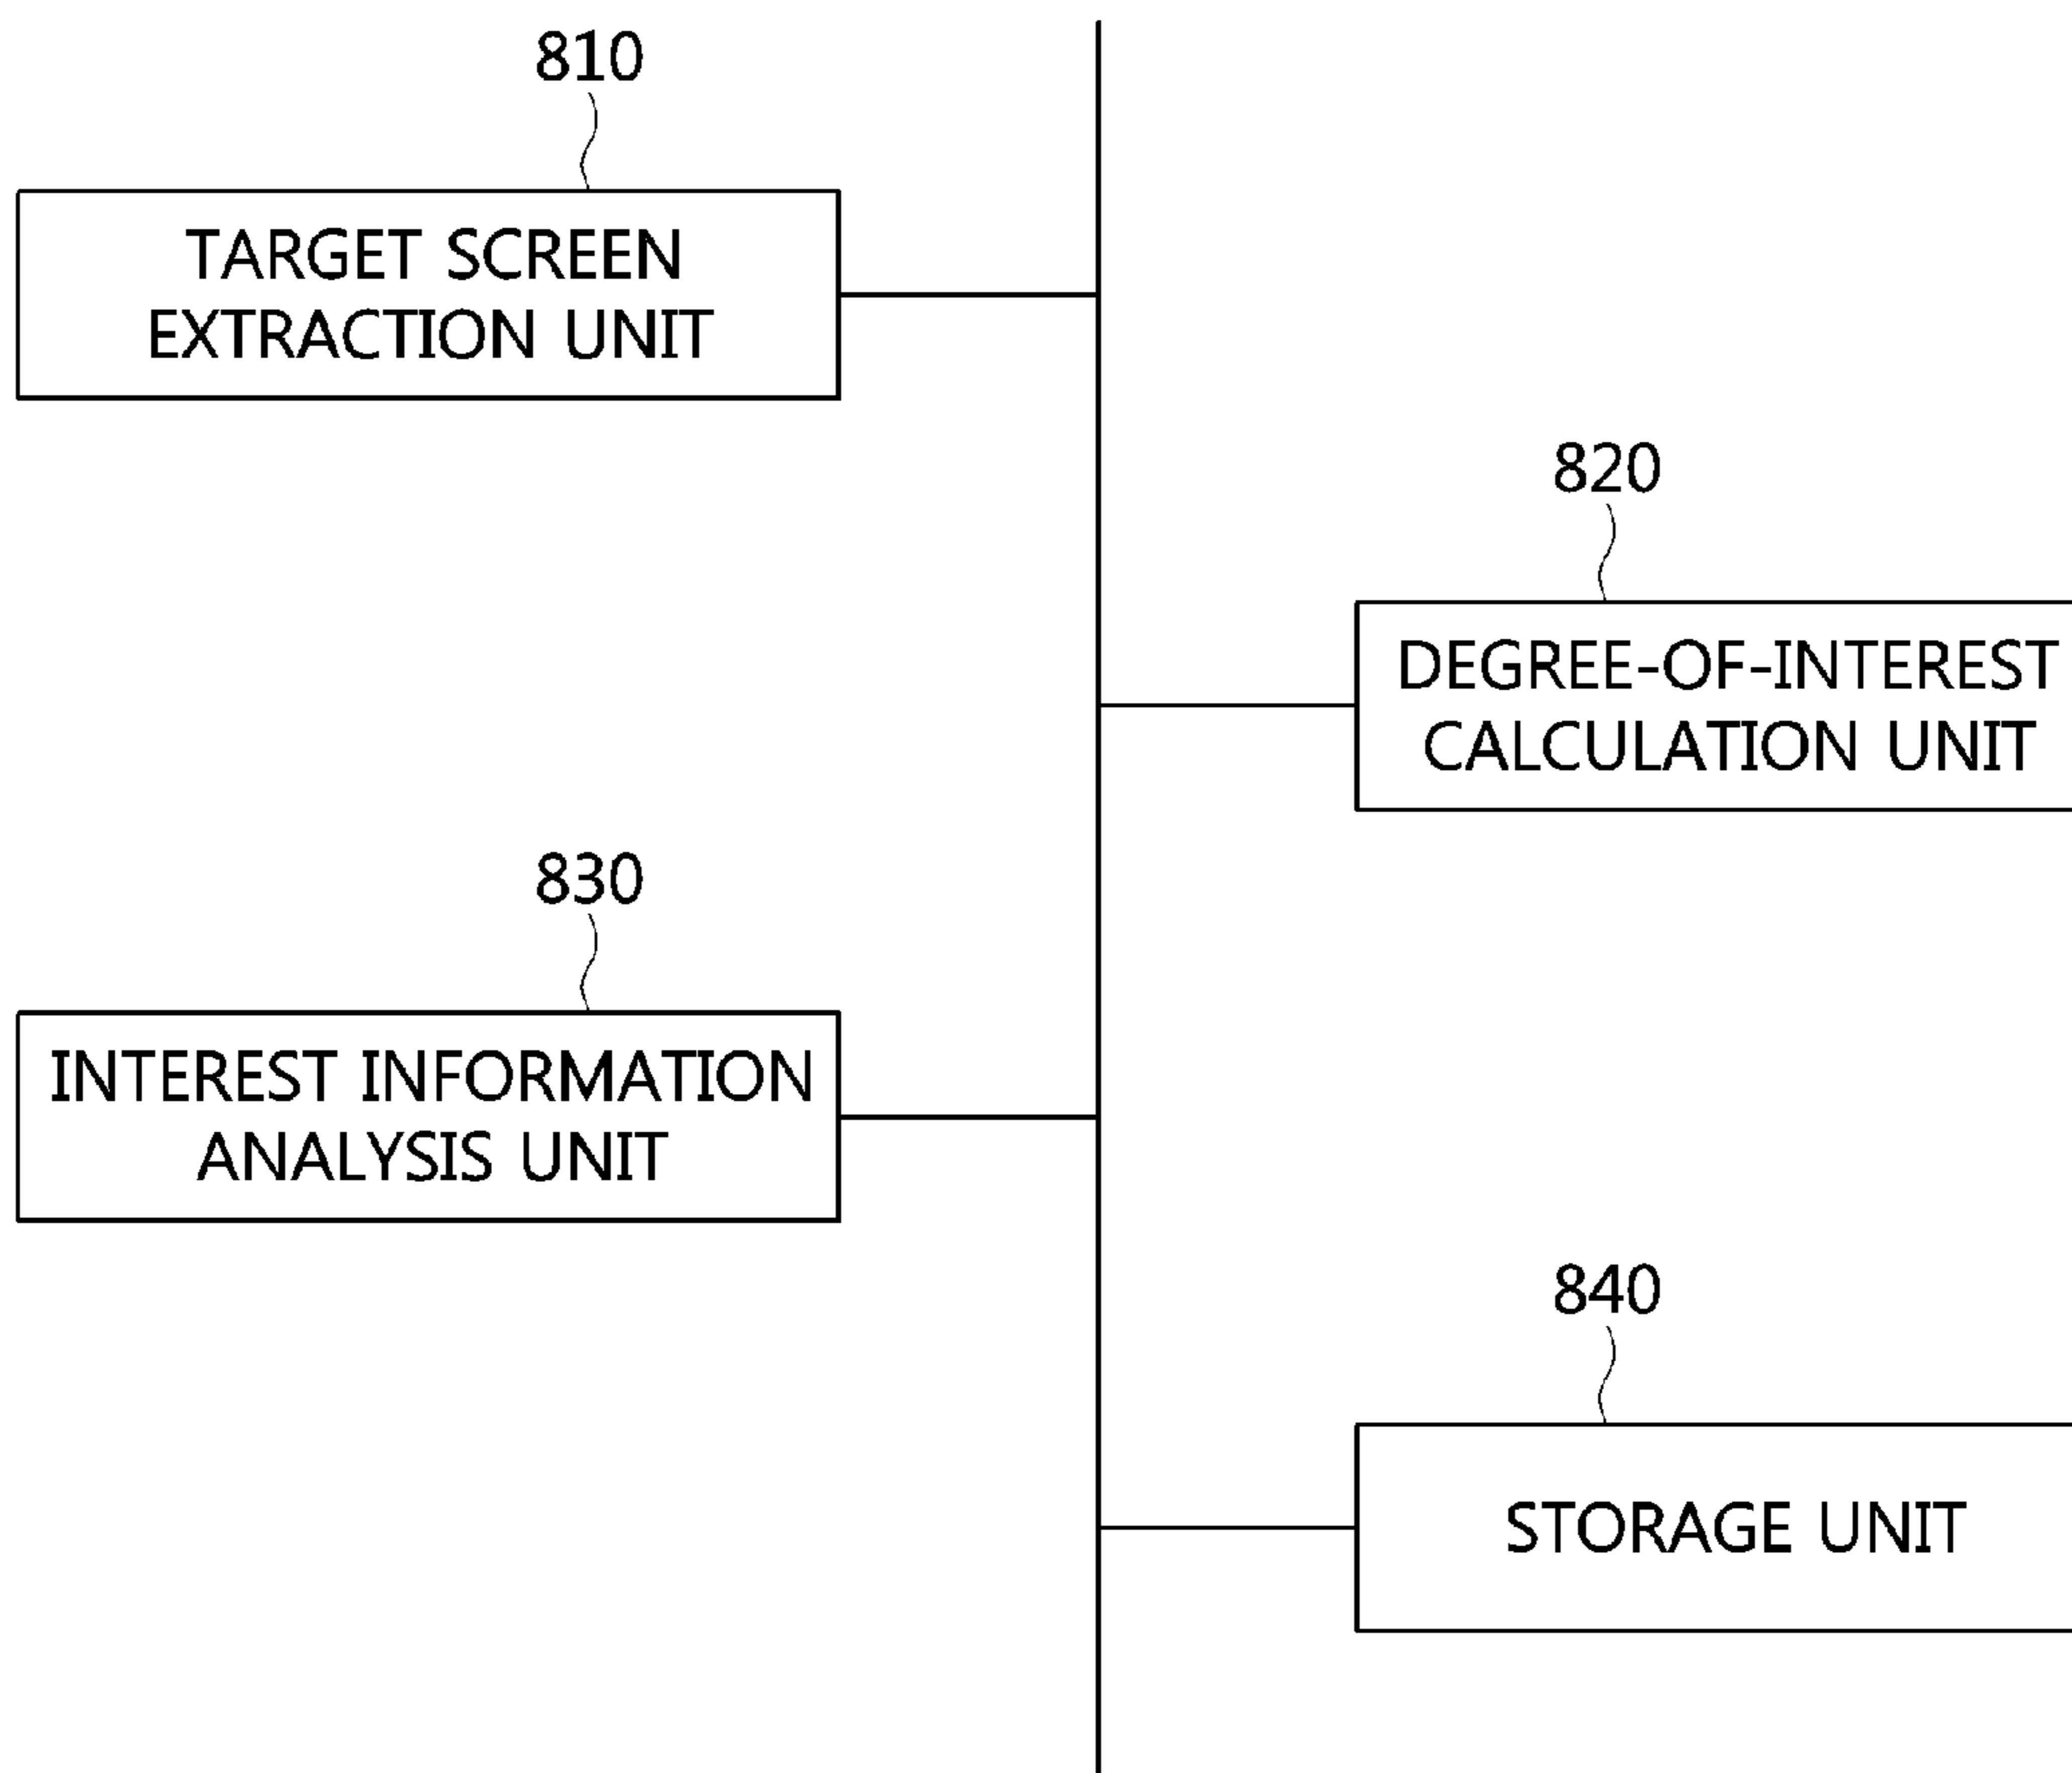 810
TARGET SCREEN
EXTRACTION UNIT
820
DEGREE-OF-INTEREST
CALCULATION UNIT
830
INTEREST INFORMATION
ANALYSIS UNIT
840
STORAGE UNIT